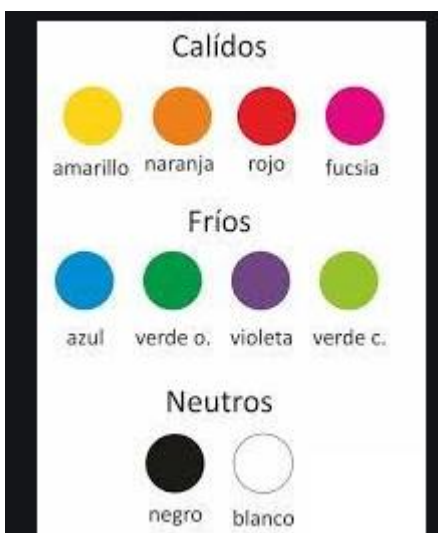 Calídos
amarillo naranja rojo fucsia
Fríos
azul verde o. violeta verde c.
Neutros
negro blanco